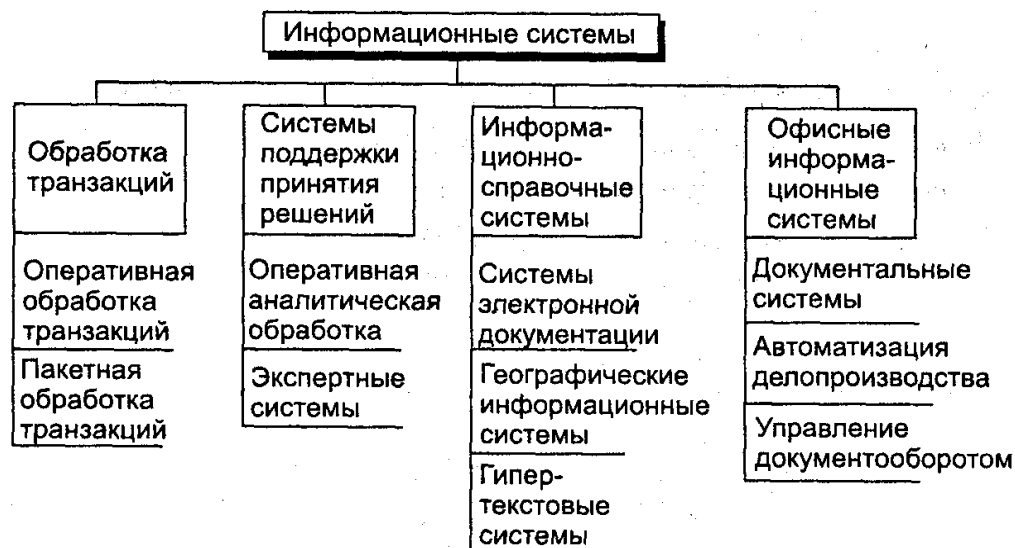 Информационные системы
Обработка
транзакций
Оперативная
обработка
транзакций
Пакетная
обработка
транзакций
Системы
поддержки
принятия
решений
Оперативная
аналитическая
обработка
Экспертные
системы
Информа-
ционно-
справочные
системы
Системы
электронной
документации
Географические
информационные
системы
Гипер-
текстовые
системы
Офисные
информа-
ционные
системы
Документальные
системы
Автоматизация
делопроизводства
Управление
документооборотом